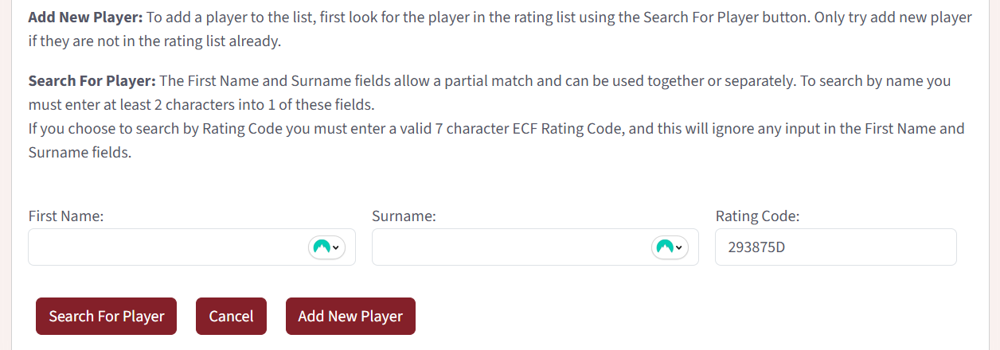 Add New Player: To add a player to the list, first look for the player in the rating list using the Search For Player button. Only try add new player
if they are not in the rating list already.
Search For Player: The First Name and Surname fields allow a partial match and can be used together or separately. To search by name you
must enter at least 2 characters into 1 of these fields.
If you choose to search by Rating Code you must enter a valid 7 character ECF Rating Code, and this will ignore any input in the First Name and
Surname fields.
First Name:
Surname:
Rating Code:
293875D
Search For Player
Cancel
Add New Player